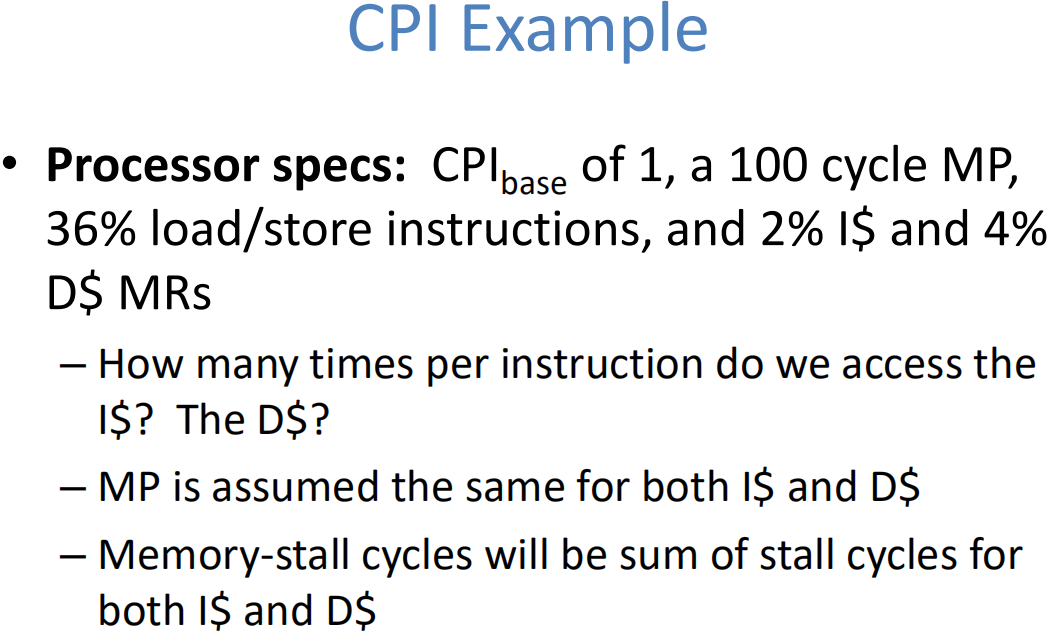 CPI Example
• Processor specs: CPIbase of 1, a 100 cycle MP,
36% load/store instructions, and 2% I$ and 4%
D$ MRs
– How many times per instruction do we access the
I$? The D$?
– MP is assumed the same for both I$ and D$
– Memory-stall cycles will be sum of stall cycles for
both I$ and D$